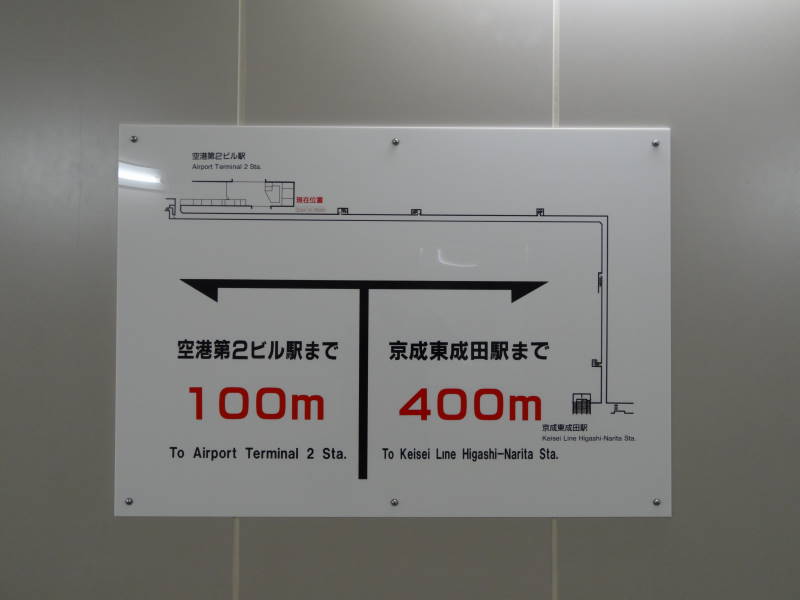 空港第2ビル駅
Airport Terminal 2 Sta.
現在位置
空港第2ビル駅まで
100m
To Airport Terminal 2 Sta.
京成東成田駅まで
400m
To Keisei Line Higashi-Narita Sta.
京成東成田駅
Keisei Line Higashi-Narita Sta.